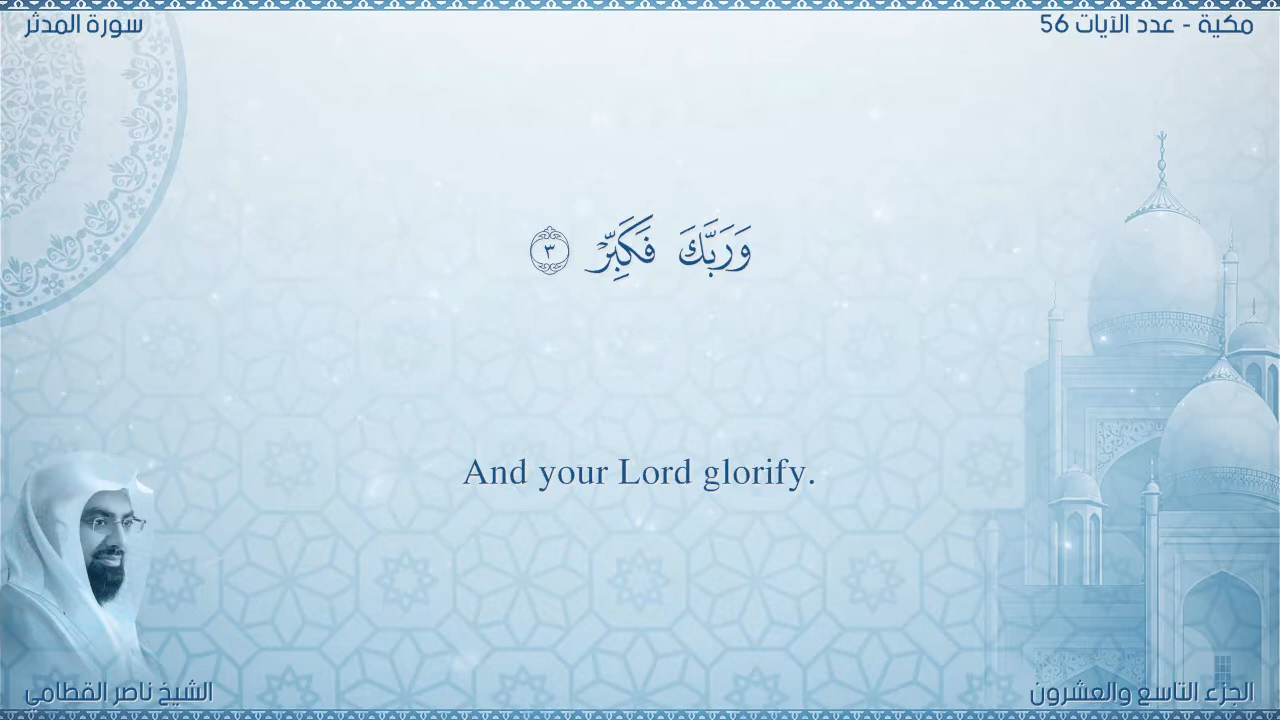 مكية - عدد الآيات 56
سورة المدثر
وَرَبَّكَ فَكَبِّرْ ٣
And your Lord glorify.
الجزء التاسع والعشرون
الشيخ ناصر القطامي